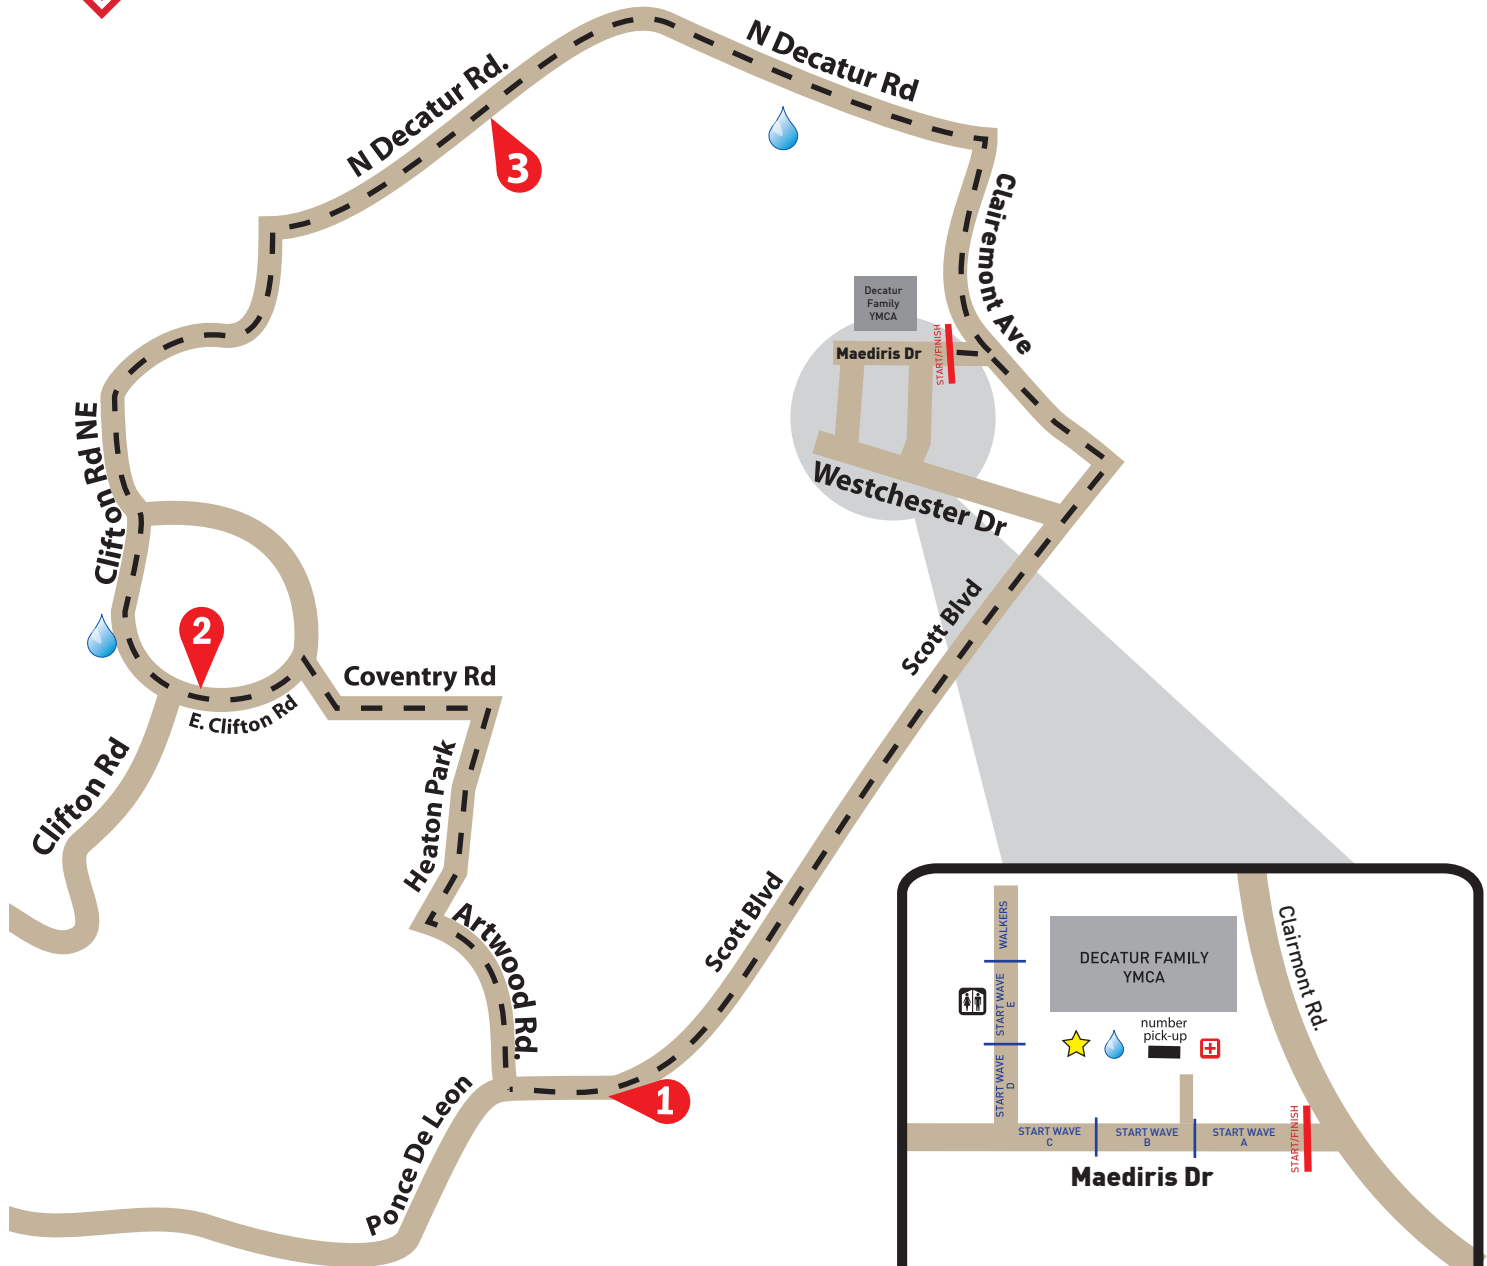 N Decatur Rd
N Decatur Rd.
3
Clairemont Ave
Decatur
Family
YMCA
START/FINISH
Maediris Dr
Westchester Dr
Clifton Rd NE
2
E. Clifton Rd
Coventry Rd
Scott Blvd
Clifton Rd
Heaton Park
Artwood Rd.
Scott Blvd
1
Ponce De Leon
WALKERS
START WAVE
E
START WAVE
D
DECATUR FAMILY
YMCA
number
pick-up
Clairmont Rd.
START WAVE
C
START WAVE
B
START WAVE
A
START/FINISH
Maediris Dr